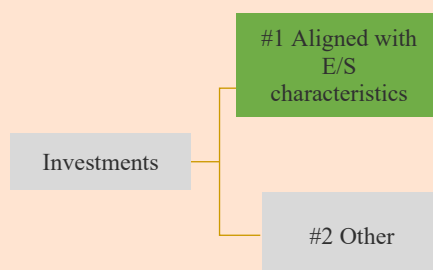 #1 Aligned with
E/S
characteristics
Investments
#2 Other